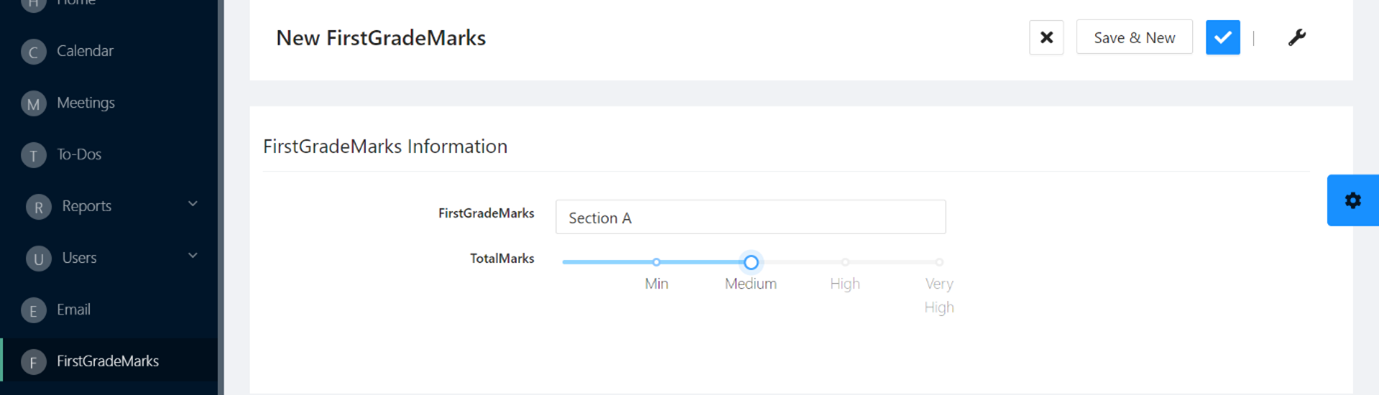 H Home
C Calendar
M Meetings
T To-Dos
R Reports
U Users
E Email
F FirstGradeMarks
New FirstGradeMarks
Save & New
FirstGradeMarks Information
FirstGradeMarks Section A
TotalMarks
Min Medium High Very
High